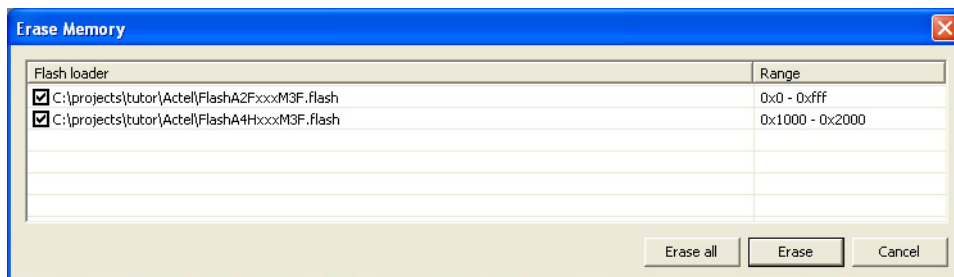 Erase Memory
Flash loader Range
C:\projects\tutor\Actel\FlashA2FxxxM3F.flash 0x0 - 0xfff
C:\projects\tutor\Actel\FlashA4HxxxM3F.flash 0x1000 - 0x2000
Erase all Erase Cancel